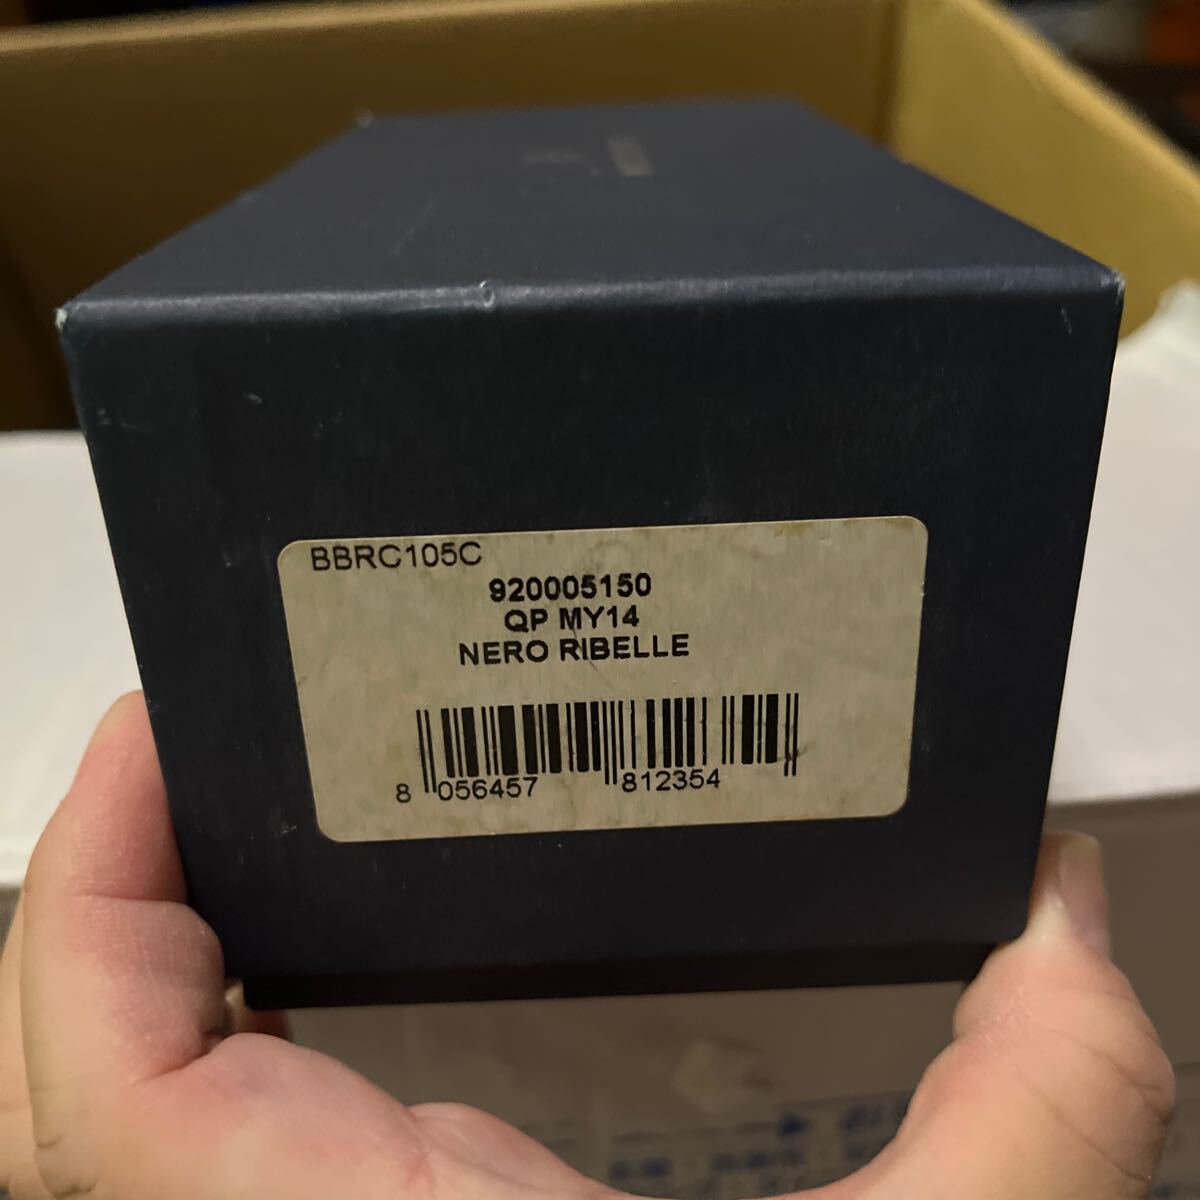 BBRC105C
920005150
QP MY14
NERO RIBELLE
8 056457 812354